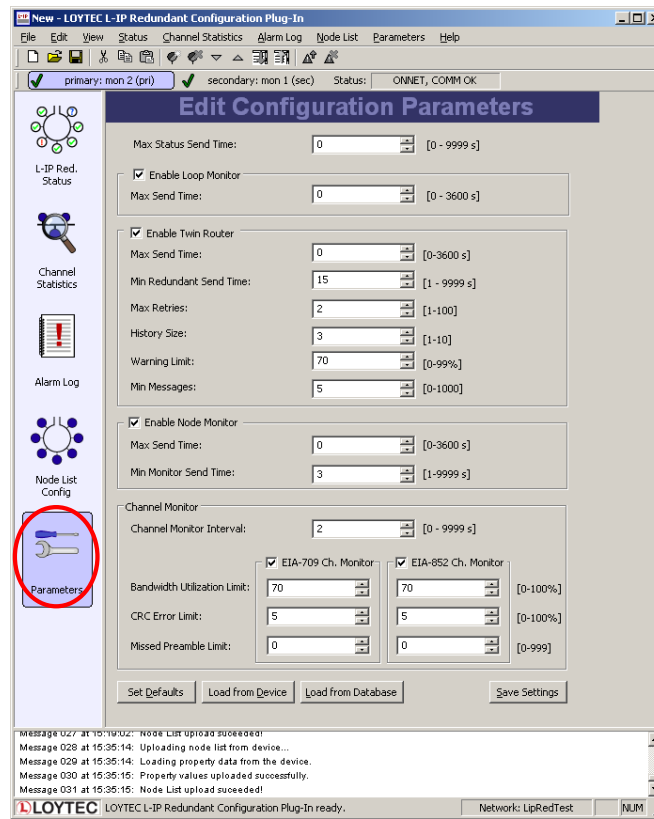 New - LOYTEC L-IP Redundant Configuration Plug-In
File Edit View Status Channel Statistics Alarm Log Node List Parameters Help
primary: mon 2 (pri) secondary: mon 1 (sec) Status: ONNET, COMM OK
Edit Configuration Parameters
L-IP Red.
Status
Channel
Statistics
Alarm Log
Node List
Config
Parameters
Max Status Send Time: 0 [0 - 9999 s]
Enable Loop Monitor
Max Send Time: 0 [0 - 3600 s]
Enable Twin Router
Max Send Time: 0 [0-3600 s]
Min Redundant Send Time: 15 [1 - 9999 s]
Max Retries: 2 [1-100]
History Size: 3 [1-10]
Warning Limit: 70 [0-99%]
Min Messages: 5 [0-1000]
Enable Node Monitor
Max Send Time: 0 [0-3600 s]
Min Monitor Send Time: 3 [1-9999 s]
Channel Monitor
Channel Monitor Interval: 2 [0 - 9999 s]
EIA-709 Ch. Monitor EIA-852 Ch. Monitor
Bandwidth Utilization Limit: 70 70 [0-100%]
CRC Error Limit: 5 5 [0-100%]
Missed Preamble Limit: 0 0 [0-999]
Set Defaults Load from Device Load from Database Save Settings
Message 027 at 15:19:02: Node List upload suceeded!
Message 028 at 15:35:14: Uploading node list from device...
Message 029 at 15:35:14: Loading property data from the device.
Message 030 at 15:35:15: Property values uploaded successfully.
Message 031 at 15:35:15: Node List upload suceeded!
LOYTEC LOYTEC L-IP Redundant Configuration Plug-In ready. Network: LipRedTest NUM